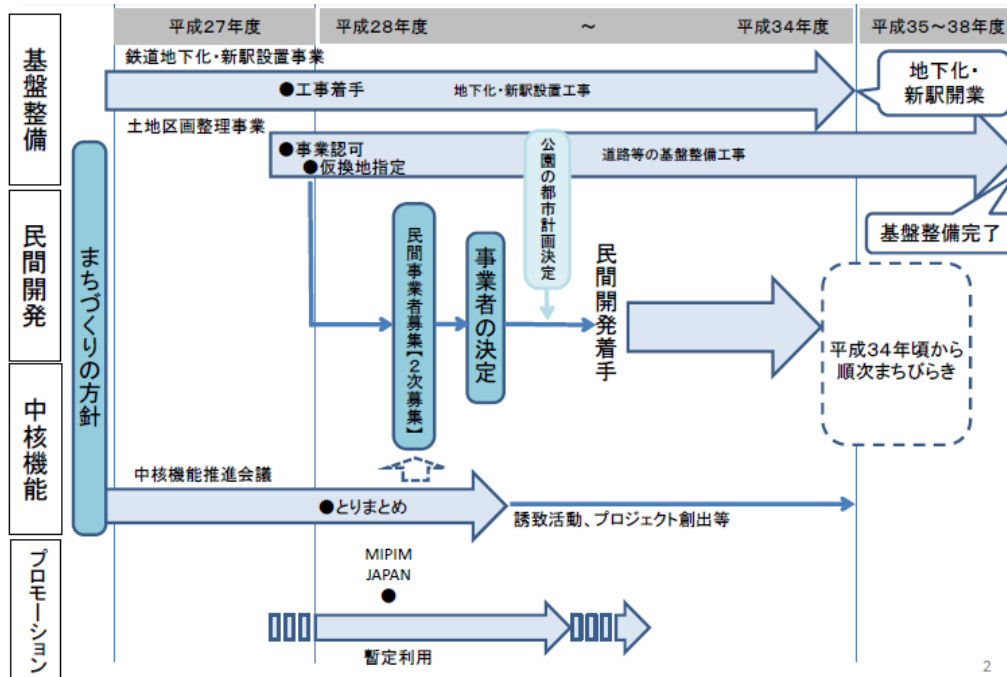 平成27年度
平成28年度
～
平成34年度
平成35～38年度
基盤整備
鉄道地下化・新駅設置事業
●工事着手
地下化・新駅設置工事
地下化・
新駅開業
土地区画整理事業
●事業認可
●仮換地指定
道路等の基盤整備工事
基盤整備完了
公園の都市計画決定
まちづくりの方針
民間開発
民間事業者募集【2次募集】
事業者の決定
民間開発着手
平成34年頃から
順次まちびらき
中核機能
中核機能推進会議
●とりまとめ
誘致活動、プロジェクト創出等
プロモーション
MIPIM
JAPAN
●
暫定利用
2